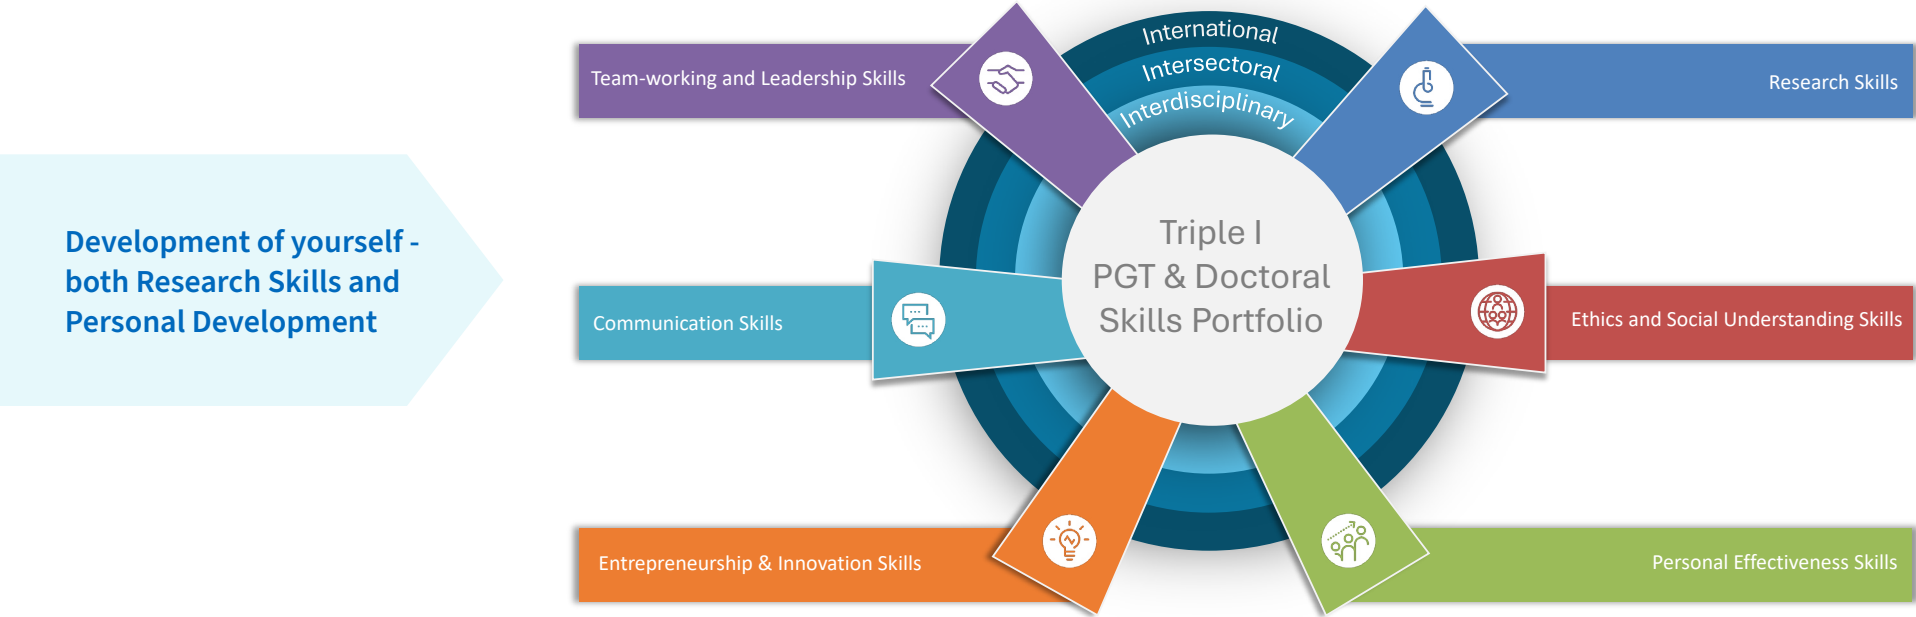 Development of yourself -
both Research Skills and
Personal Development
International
Intersectoral
Interdisciplinary
Triple I
PGT & Doctoral
Skills Portfolio
Team-working and Leadership Skills
Research Skills
Communication Skills
Ethics and Social Understanding Skills
Entrepreneurship & Innovation Skills
Personal Effectiveness Skills